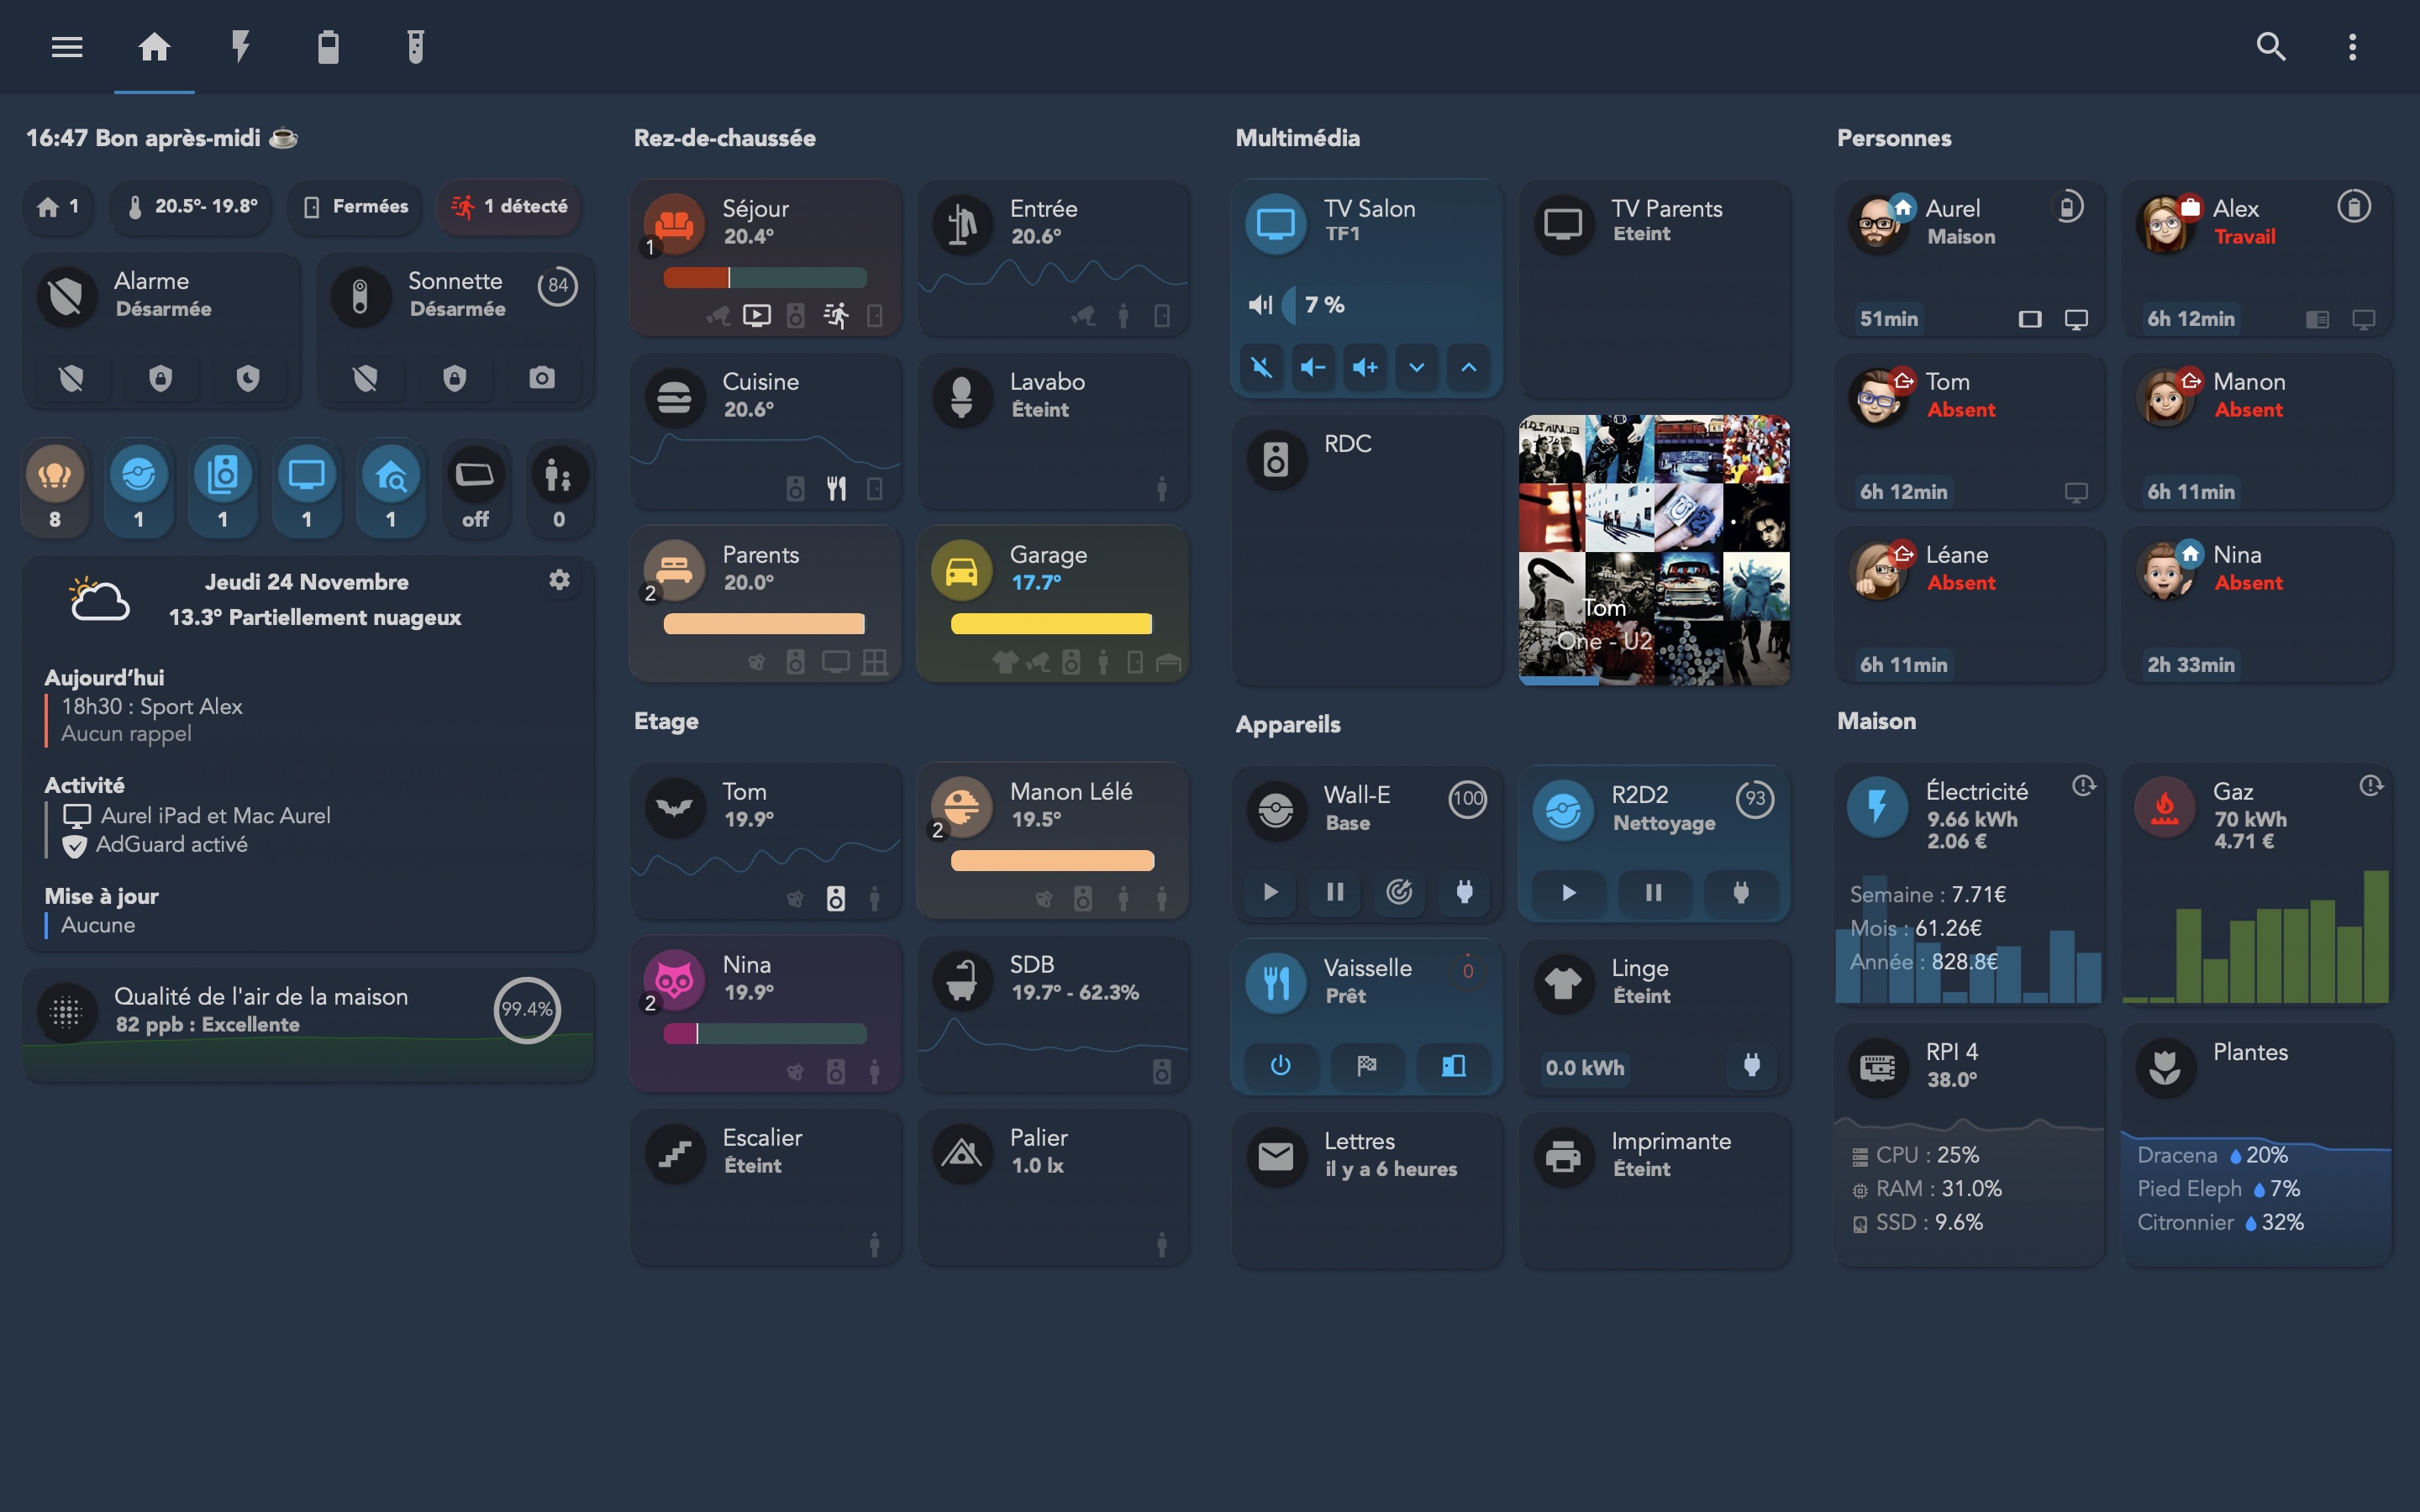 16:47 Bon après-midi
1
20.5°- 19.8°
Fermées
1 détecté
Alarme
Désarmée
Sonnette
Désarmée
84
8
1
1
1
1
off
0
Jeudi 24 Novembre
13.3° Partiellement nuageux
Aujourd’hui
18h30 : Sport Alex
Aucun rappel
Activité
Aurel iPad et Mac Aurel
AdGuard activé
Mise à jour
Aucune
Qualité de l'air de la maison
82 ppb : Excellente
99.4%
Rez-de-chaussée
Séjour
20.4°
1
Entrée
20.6°
Cuisine
20.6°
Lavabo
Éteint
Parents
20.0°
2
Garage
17.7°
Etage
Tom
19.9°
Manon Lélé
19.5°
2
Nina
19.9°
2
SDB
19.7° - 62.3%
Escalier
Éteint
Palier
1.0 lx
Multimédia
TV Salon
TF1
7 %
TV Parents
Eteint
RDC
Tom
One - U2
Appareils
Wall-E
Base
100
R2D2
Nettoyage
93
Vaisselle
Prêt
0
Linge
Éteint
0.0 kWh
Lettres
il y a 6 heures
Imprimante
Éteint
Personnes
Aurel
Maison
51min
Alex
Travail
6h 12min
Tom
Absent
6h 12min
Manon
Absent
6h 11min
Léane
Absent
6h 11min
Nina
Absent
2h 33min
Maison
Électricité
9.66 kWh
2.06 €
Semaine : 7.71€
Mois : 61.26€
Année : 828.8€
Gaz
70 kWh
4.71 €
RPI 4
38.0°
CPU : 25%
RAM : 31.0%
SSD : 9.6%
Plantes
Dracena 20%
Pied Eleph 7%
Citronnier 32%